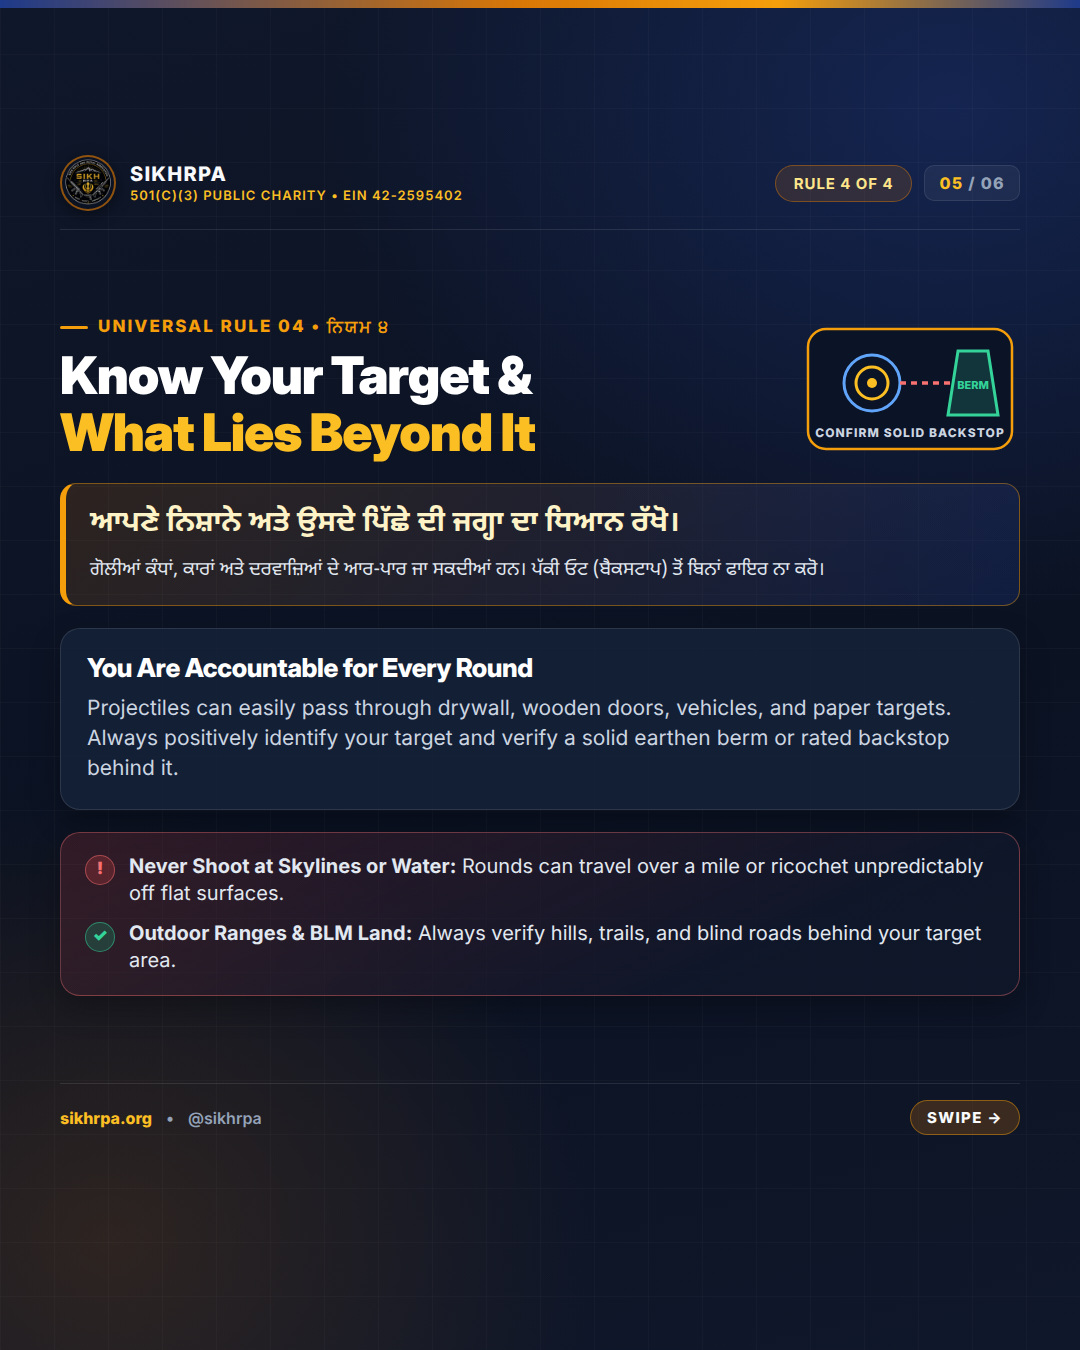 SIKHRPA
501(C)(3) PUBLIC CHARITY • EIN 42-2595402
RULE 4 OF 4
05 / 06
UNIVERSAL RULE 04 • ਨਿਯਮ ੪
Know Your Target &
What Lies Beyond It
BERM
CONFIRM SOLID BACKSTOP
ਆਪਣੇ ਨਿਸ਼ਾਨੇ ਅਤੇ ਉਸਦੇ ਪਿੱਛੇ ਦੀ ਜਗ੍ਹਾ ਦਾ ਧਿਆਨ ਰੱਖੋ।
ਗੋਲੀਆਂ ਕੰਧਾਂ, ਕਾਰਾਂ ਅਤੇ ਦਰਵਾਜ਼ਿਆਂ ਦੇ ਆਰ-ਪਾਰ ਜਾ ਸਕਦੀਆਂ ਹਨ। ਪੱਕੀ ਓਟ (ਬੈਕਸਟਾਪ) ਤੋਂ ਬਿਨਾਂ ਫਾਇਰ ਨਾ ਕਰੋ।
You Are Accountable for Every Round
Projectiles can easily pass through drywall, wooden doors, vehicles, and paper targets.
Always positively identify your target and verify a solid earthen berm or rated backstop
behind it.
! Never Shoot at Skylines or Water: Rounds can travel over a mile or ricochet unpredictably
off flat surfaces.
✓ Outdoor Ranges & BLM Land: Always verify hills, trails, and blind roads behind your target
area.
sikhrpa.org • @sikhrpa
SWIPE →